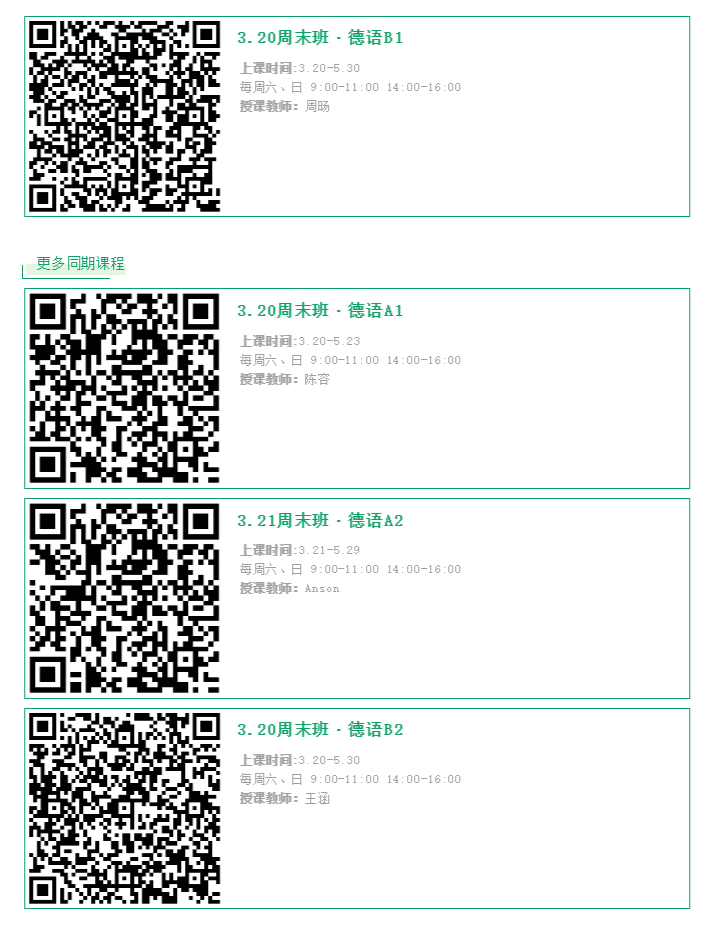 3.20周末班·德语B1
上课时间:3.20-5.30
每周六、日 9:00-11:00 14:00-16:00
授课教师：周旸
更多同期课程
3.20周末班·德语A1
上课时间:3.20-5.23
每周六、日 9:00-11:00 14:00-16:00
授课教师：陈容
3.21周末班·德语A2
上课时间:3.21-5.29
每周六、日 9:00-11:00 14:00-16:00
授课教师：Anson
3.20周末班·德语B2
上课时间:3.20-5.30
每周六、日 9:00-11:00 14:00-16:00
授课教师：王涵